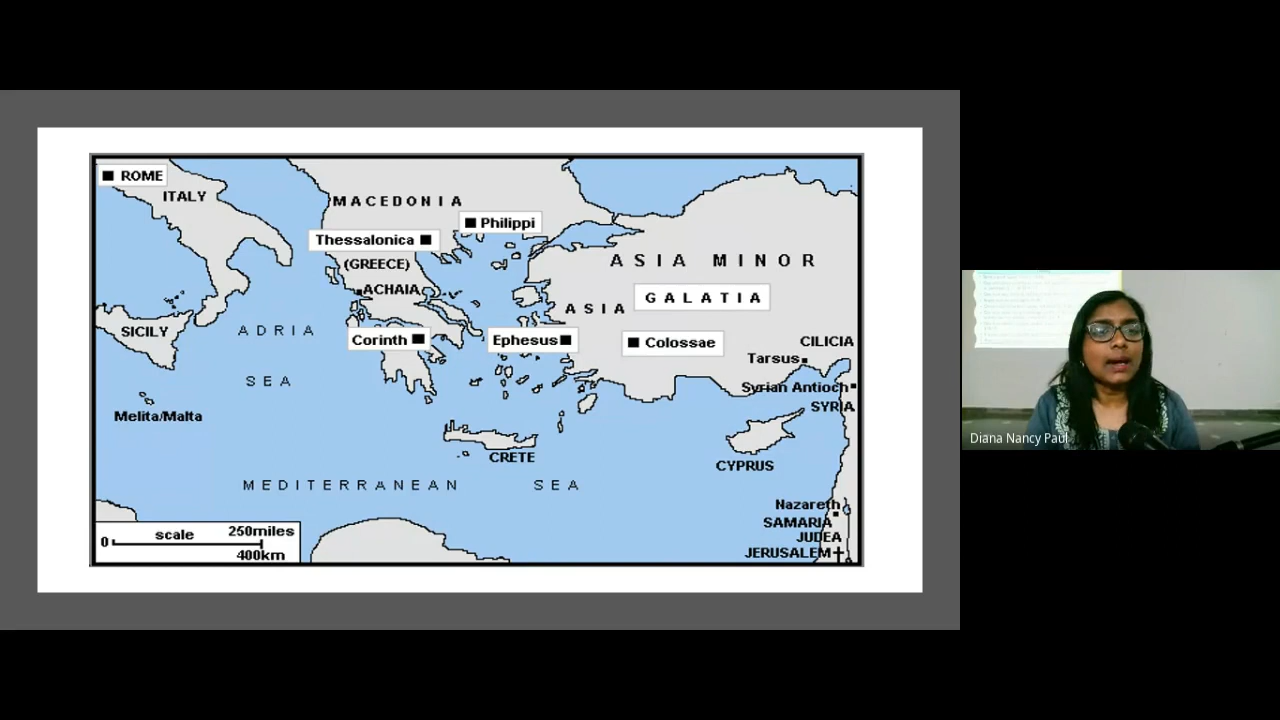 ROME
ITALY
MACEDONIA
Philippi
Thessalonica
(GREECE)
ASIA MINOR
ACHAIA
ASIA
GALATIA
SICILY
ADRIA
SEA
Corinth
Ephesus
Colossae
CILICIA
Tarsus
Syrian Antioch
SYRIA
Melita/Malta
CRETE
CYPRUS
MEDITERRANEAN SEA
Nazareth
SAMARIA
JUDEA
JERUSALEM
scale
250miles
0
400km
Diana Nancy Paul